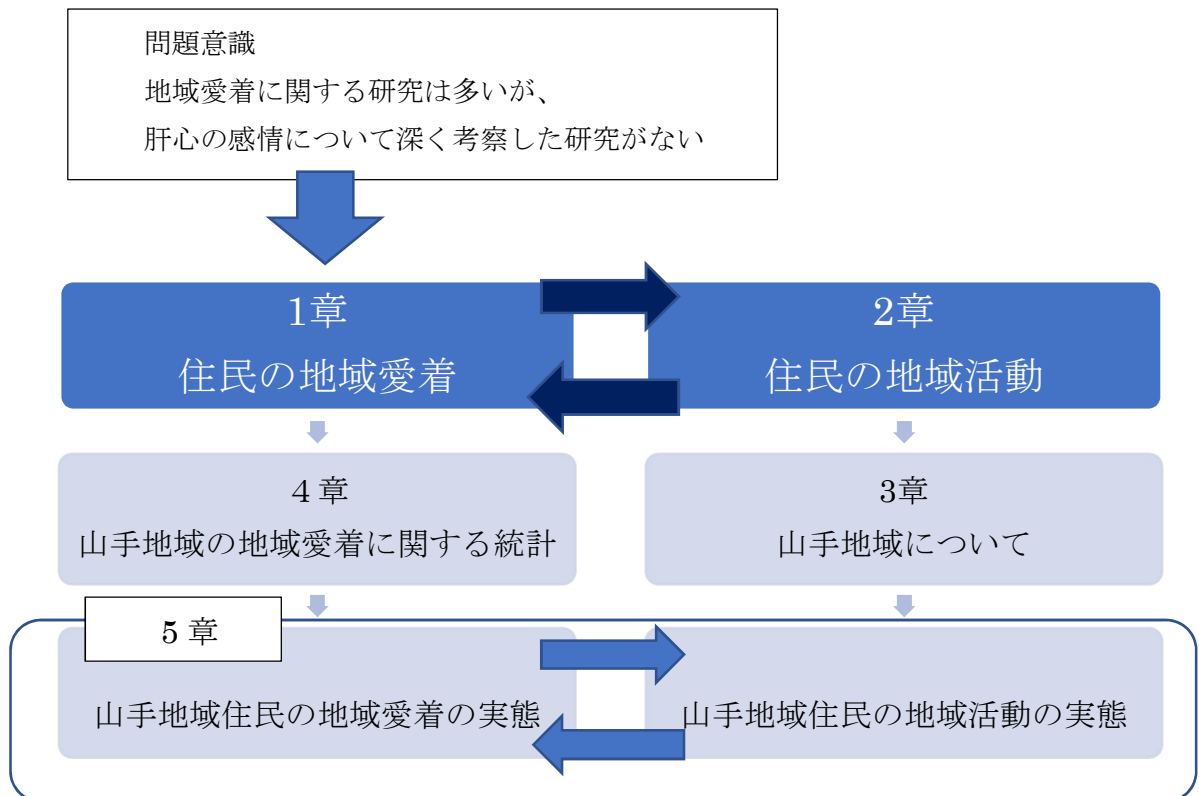 問題意識
地域愛着に関する研究は多いが、
肝心の感情について深く考察した研究がない
1章
住民の地域愛着
2章
住民の地域活動
４章
山手地域の地域愛着に関する統計
3章
山手地域について
5 章
山手地域住民の地域愛着の実態
山手地域住民の地域活動の実態